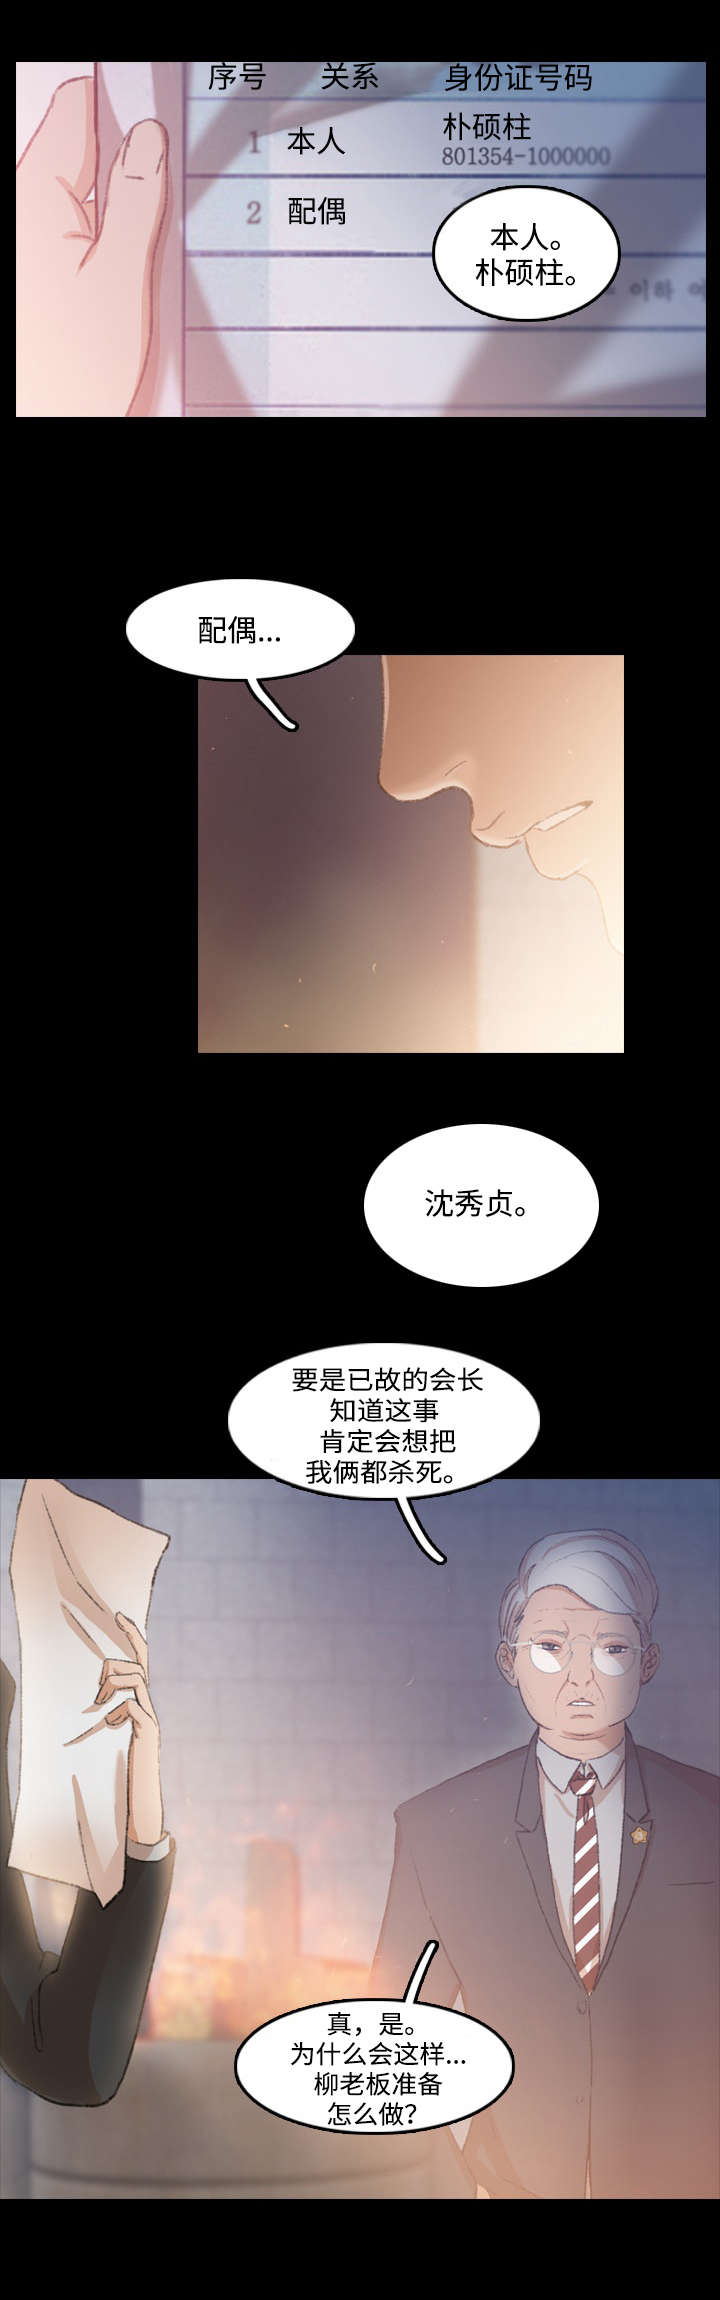 序号 关系 身份证号码
1 本人 朴硕柱
801354-1000000
2 配偶
本人。
朴硕柱。
이하 여
配偶...
沈秀贞。
要是已故的会长
知道这事
肯定会想把
我俩都杀死。
真，是。
为什么会这样...
柳老板准备
怎么做？